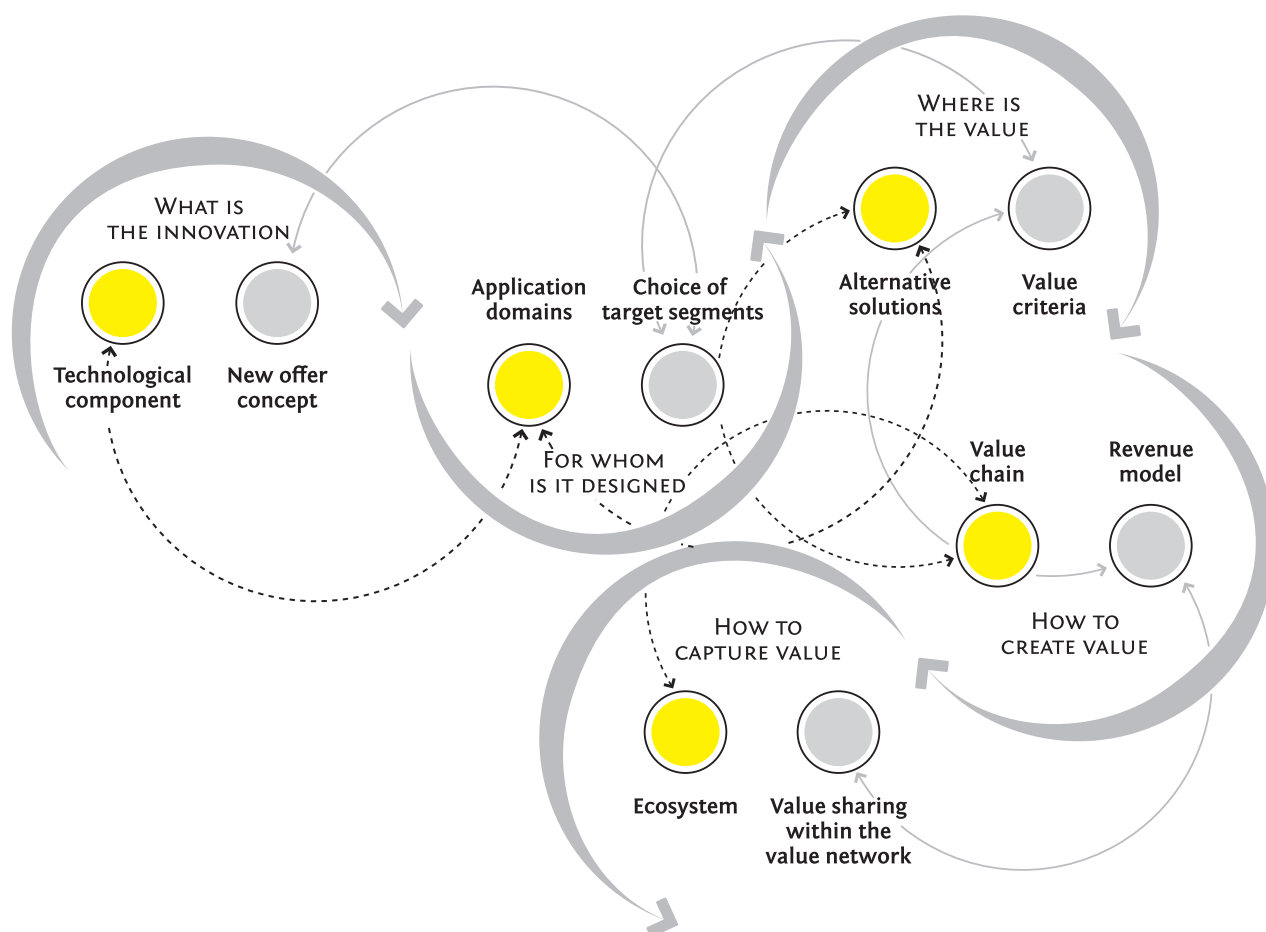 WHAT IS
THE INNOVATION
Technological
component
New offer
concept
Application
domains
Choice of
target segments
FOR WHOM
IS IT DESIGNED
WHERE IS
THE VALUE
Alternative
solutions
Value
criteria
Value
chain
Revenue
model
HOW TO
CREATE VALUE
HOW TO
CAPTURE VALUE
Ecosystem
Value sharing
within the
value network